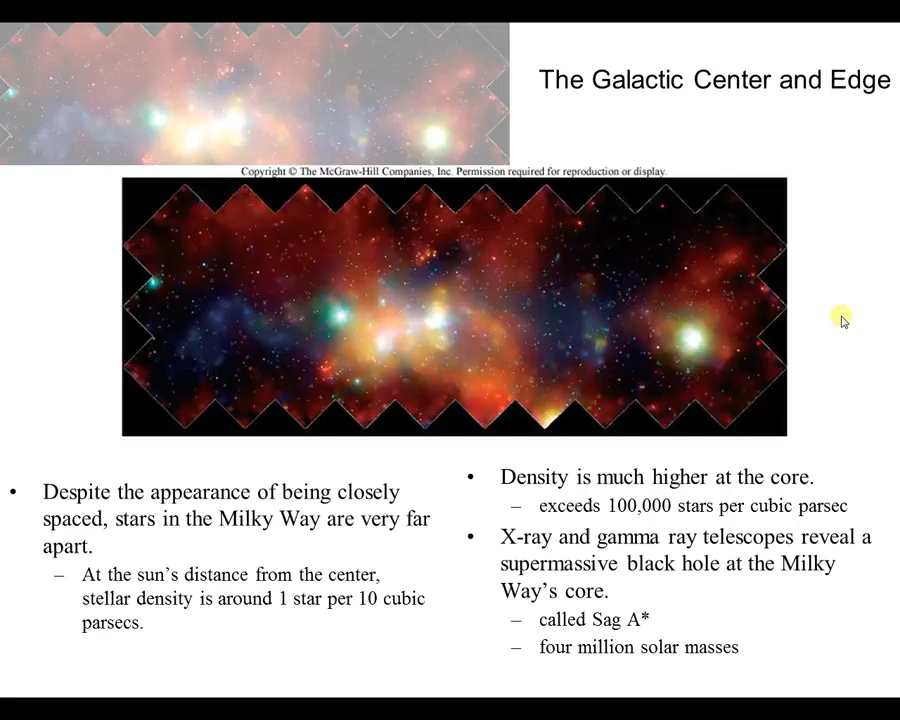 The Galactic Center and Edge
Copyright © The McGraw-Hill Companies, Inc. Permission required for reproduction or display.
• Despite the appearance of being closely
spaced, stars in the Milky Way are very far
apart.
– At the sun’s distance from the center,
stellar density is around 1 star per 10 cubic
parsecs.
• Density is much higher at the core.
– exceeds 100,000 stars per cubic parsec
• X-ray and gamma ray telescopes reveal a
supermassive black hole at the Milky
Way’s core.
– called Sag A*
– four million solar masses